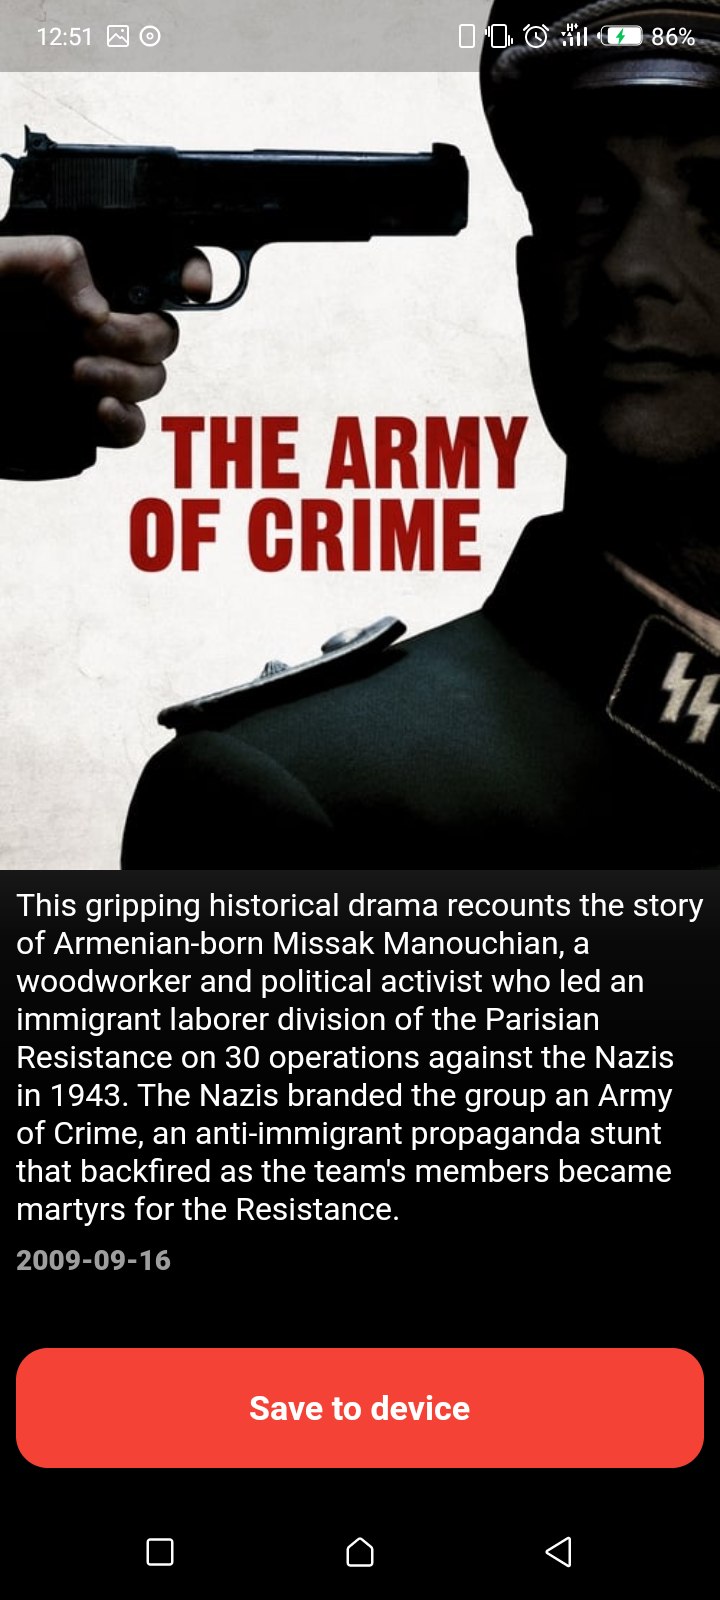 12:51
H+
86%
THE ARMY
OF CRIME
This gripping historical drama recounts the story
of Armenian-born Missak Manouchian, a
woodworker and political activist who led an
immigrant laborer division of the Parisian
Resistance on 30 operations against the Nazis
in 1943. The Nazis branded the group an Army
of Crime, an anti-immigrant propaganda stunt
that backfired as the team's members became
martyrs for the Resistance.
2009-09-16
Save to device